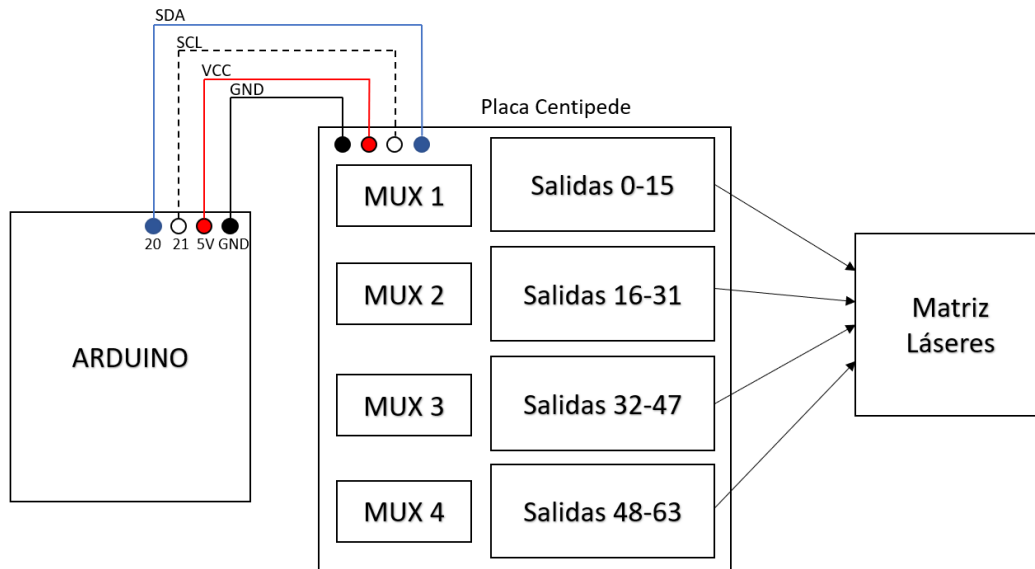 SDA
SCL
VCC
GND
Placa Centipede
20 21 5V GND
ARDUINO
MUX 1
Salidas 0-15
MUX 2
Salidas 16-31
MUX 3
Salidas 32-47
MUX 4
Salidas 48-63
Matriz
Láseres